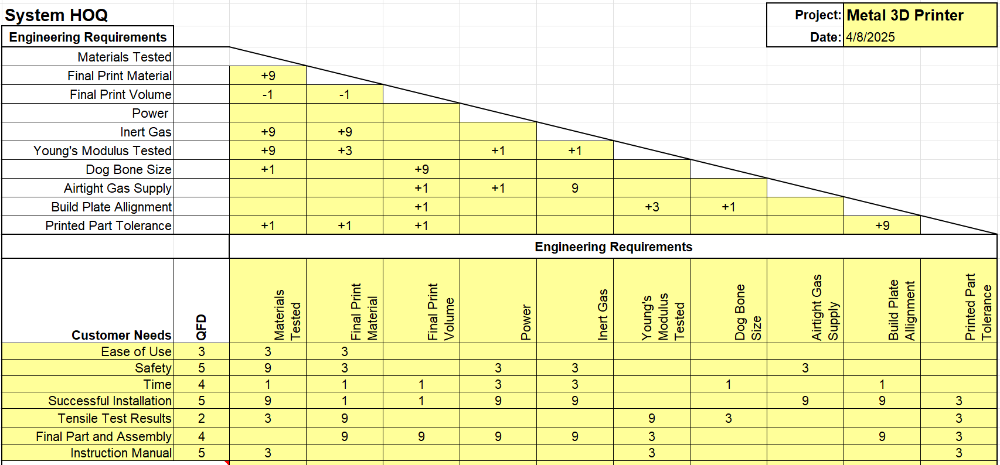 System HOQ
Project: Metal 3D Printer
Engineering Requirements
Date: 4/8/2025
Materials Tested
Final Print Material +9
Final Print Volume -1 -1
Power
Inert Gas +9 +9
Young's Modulus Tested +9 +3 +1 +1
Dog Bone Size +1 +9
Airtight Gas Supply +1 +1 9
Build Plate Allignment +1 +3 +1
Printed Part Tolerance +1 +1 +1 +9
Engineering Requirements
Customer Needs
QFD
Materials
Tested
Final Print
Material
Final Print
Volume
Power
Inert Gas
Young's
Modulus
Tested
Dog Bone
Size
Airtight Gas
Supply
Build Plate
Allignment
Printed Part
Tolerance
Ease of Use 3 3 3
Safety 5 9 3 3 3 3
Time 4 1 1 1 3 3 1 1
Successful Installation 5 9 1 1 9 9 9 9 3
Tensile Test Results 2 3 9 9 3 3
Final Part and Assembly 4 9 9 9 9 3 9 3
Instruction Manual 5 3 3 3